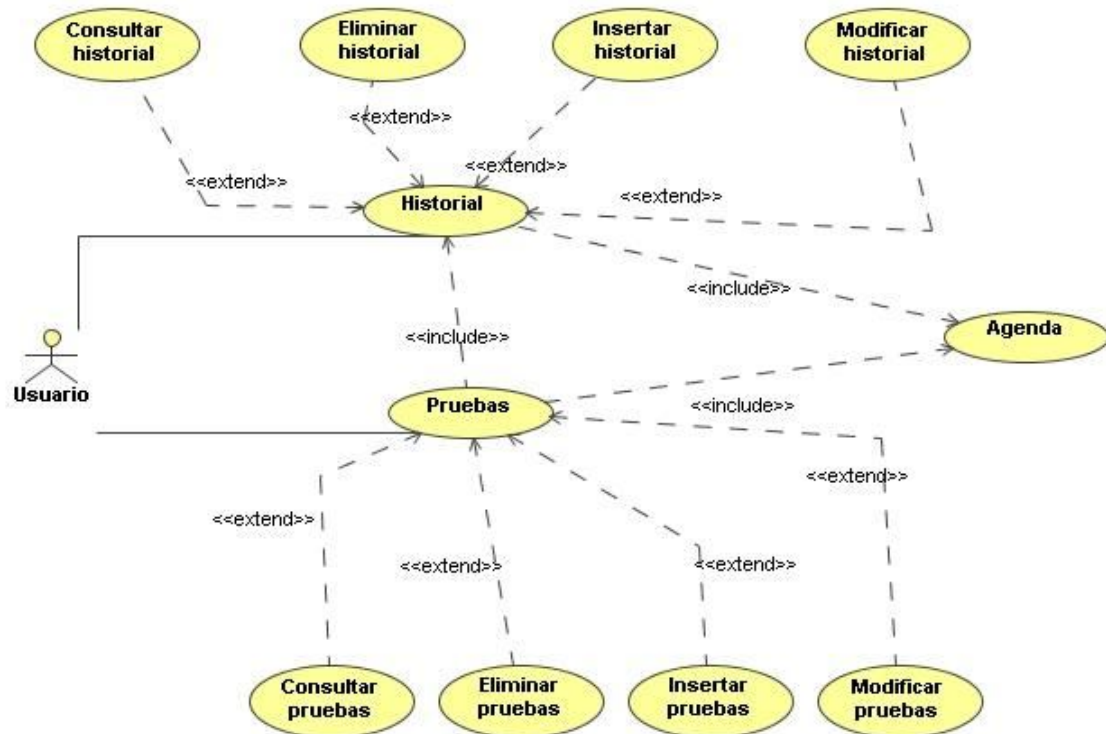 Consultar
historial
Eliminar
historial
Insertar
historial
Modificar
historial
<<extend>>
<<extend>>
<<extend>>
<<extend>>
Historial
<<include>>
<<include>>
Agenda
Usuario
Pruebas
<<include>>
<<extend>>
<<extend>>
<<extend>>
<<extend>>
Consultar
pruebas
Eliminar
pruebas
Insertar
pruebas
Modificar
pruebas